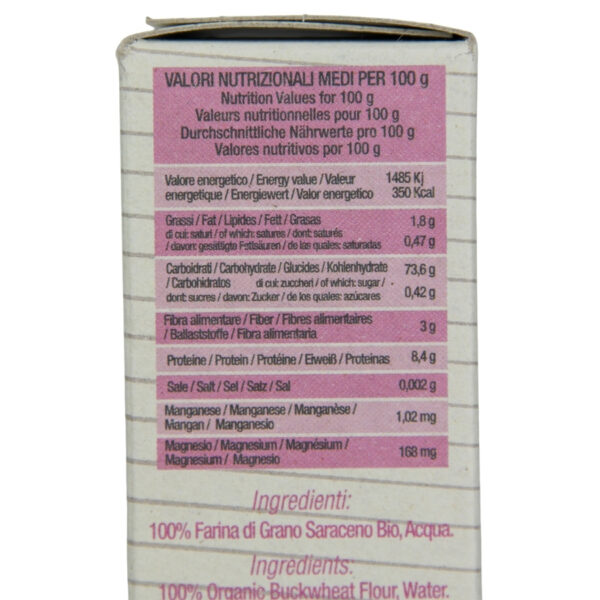 VALORI NUTRIZIONALI MEDI PER 100 g
Nutrition Values for 100 g
Valeurs nutritionnelles pour 100 g
Durchschnittliche Nährwerte pro 100 g
Valores nutritivos por 100 g
Valore energetico / Energy value / Valeur 1485 Kj
energetique / Energiewert / Valor energetico 350 Kcal
Grassi / Fat / Lipides / Fett / Grasas 1,8 g
di cui: saturi / of which: satures / dont: saturés
/ davon: gesättigte Fettsäuren / de las quales: saturadas 0,47 g
Carboidrati / Carbohydrate / Glucides / Kohlenhydrate 73,6 g
/ Carbohidratos di cui: zuccheri / of which: sugar /
dont: sucres / davon: Zucker / de los quales: azúcares 0,42 g
Fibra alimentare / Fiber / Fibres alimentaires
/ Ballaststoffe / Fibra alimentaria 3 g
Proteine / Protein / Protéine / Eiweiß / Proteinas 8,4 g
Sale / Salt / Sel / Satz / Sal 0,002 g
Manganese / Manganese / Manganèse /
Mangan / Manganesio 1,02 mg
Magnesio / Magnesium / Magnésium /
Magnesium / Magnesio 168 mg
Ingredienti:
100% Farina di Grano Saraceno Bio, Acqua.
Ingredients:
100% Organic Buckwheat Flour, Water.